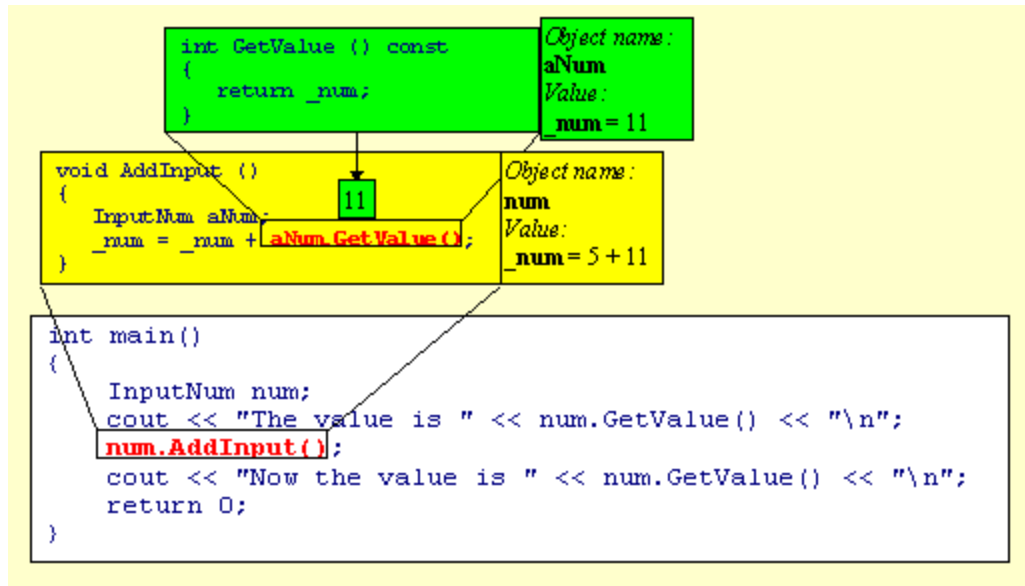 int GetValue () const
{
return _num;
}
Object name:
aNum
Value:
_num = 11
void AddInput ()
{
InputNum aNum;
_num = _num + aNum.GetValue();
}
11
Object name:
num
Value:
_num = 5 + 11
int main()
{
InputNum num;
cout << "The value is " << num.GetValue() << "\n";
num.AddInput();
cout << "Now the value is " << num.GetValue() << "\n";
return 0;
}